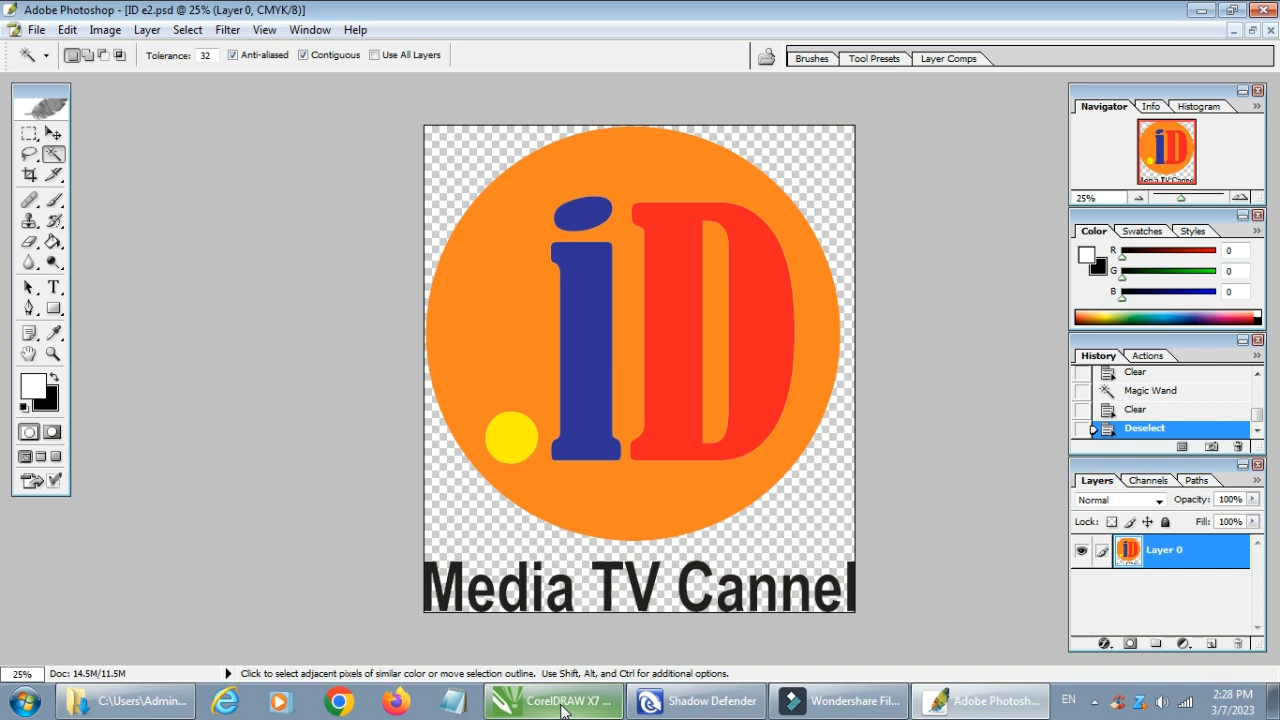 Adobe Photoshop - [ID e2.psd @ 25% (Layer 0, CMYK/8)]
File Edit Image Layer Select Filter View Window Help
Tolerance: 32 Anti-aliased Contiguous Use All Layers Brushes Tool Presets Layer Comps
Navigator Info Histogram
25%
Color Swatches Styles
R 0
G 0
B 0
History Actions
Clear
Magic Wand
Clear
Deselect
Layers Channels Paths
Normal Opacity: 100%
Lock: Fill: 100%
Layer 0
.iD
Media TV Cannel
25% Doc: 14.5M/11.5M Click to select adjacent pixels of similar color or move selection outline. Use Shift, Alt, and Ctrl for additional options.
C:\Users\Admin... CorelDRAW X7 ... Shadow Defender Wondershare Fil... Adobe Photosh... EN 2:28 PM
3/7/2023